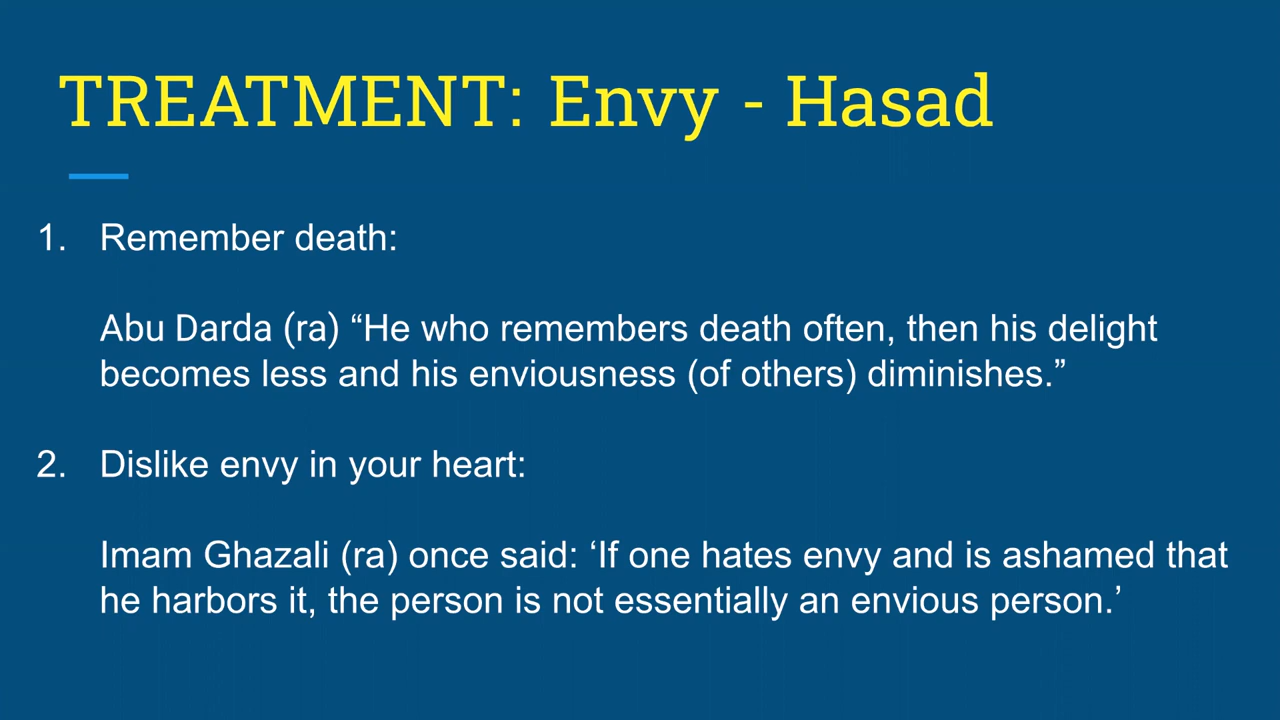 TREATMENT: Envy - Hasad
1. Remember death:
Abu Darda (ra) “He who remembers death often, then his delight
becomes less and his enviousness (of others) diminishes.”
2. Dislike envy in your heart:
Imam Ghazali (ra) once said: ‘If one hates envy and is ashamed that
he harbors it, the person is not essentially an envious person.’